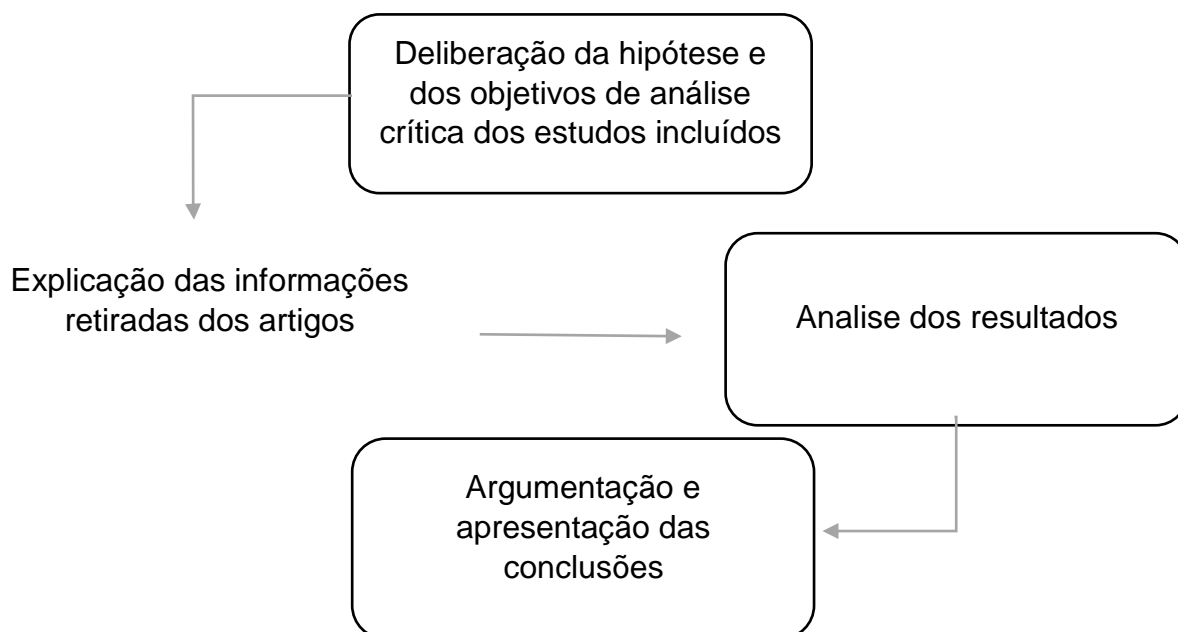 Deliberação da hipótese e
dos objetivos de análise
crítica dos estudos incluídos
Explicação das informações
retiradas dos artigos
Analise dos resultados
Argumentação e
apresentação das
conclusões